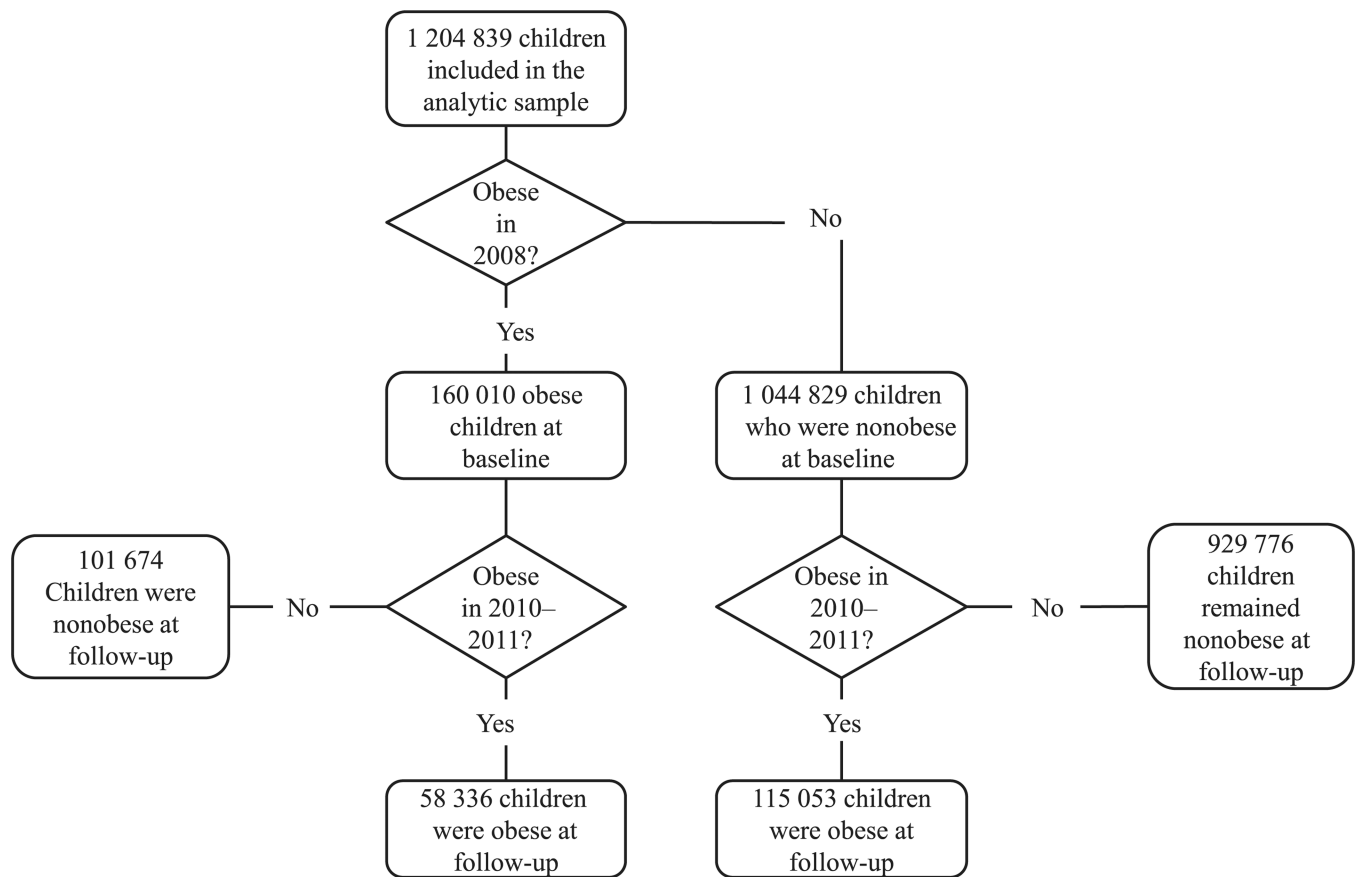 1 204 839 children
included in the
analytic sample
Obese
in
2008?
No
Yes
160 010 obese
children at
baseline
1 044 829 children
who were nonobese
at baseline
101 674
Children were
nonobese at
follow-up
No
Obese
in 2010–
2011?
Obese in
2010–
2011?
No
929 776
children
remained
nonobese at
follow-up
Yes
Yes
58 336 children
were obese at
follow-up
115 053 children
were obese at
follow-up